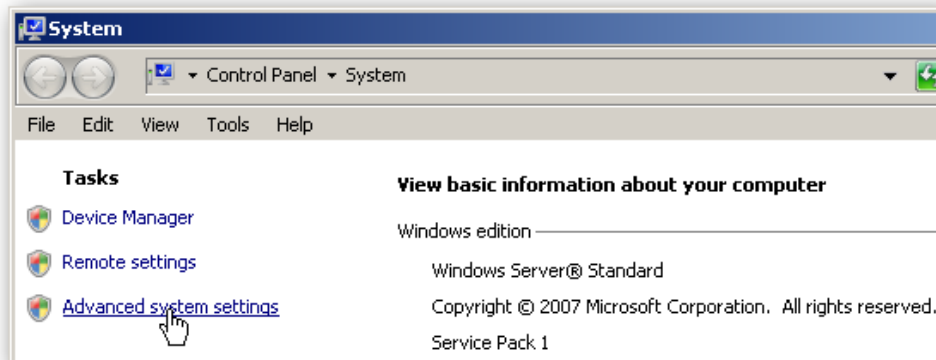 System
Control Panel System
File Edit View Tools Help
Tasks
Device Manager
Remote settings
Advanced system settings
View basic information about your computer
Windows edition
Windows Server® Standard
Copyright © 2007 Microsoft Corporation. All rights reserved.
Service Pack 1